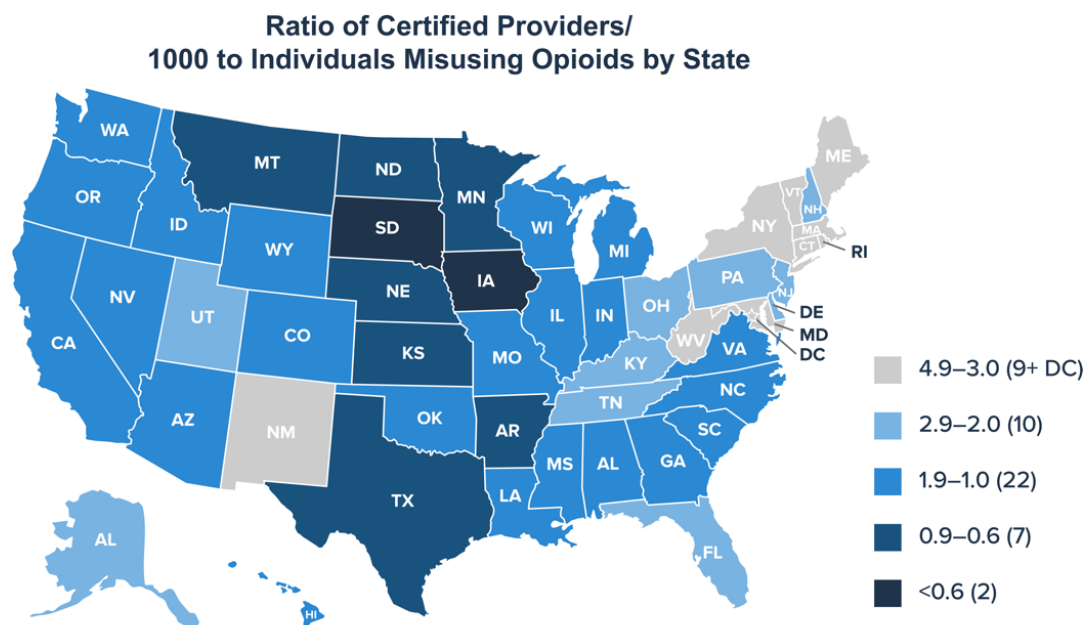 Ratio of Certified Providers/
1000 to Individuals Misusing Opioids by State
WA
MT
ND
MN
ME
VT
NH
OR
ID
SD
WI
MI
NY
MA
CT
RI
WY
IA
NE
PA
NJ
NV
UT
CO
IL
IN
OH
DE
MD
DC
CA
KS
MO
WV
VA
KY
4.9–3.0 (9+ DC)
AZ
NM
OK
AR
TN
NC
SC
2.9–2.0 (10)
TX
LA
MS
AL
GA
1.9–1.0 (22)
AL
FL
0.9–0.6 (7)
HI
<0.6 (2)